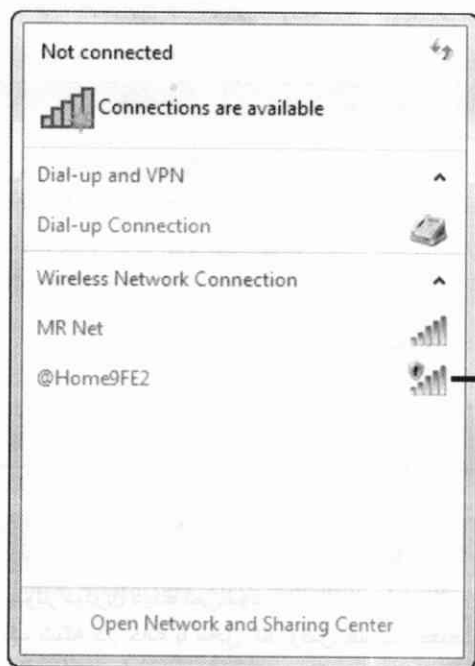 Not connected
Connections are available
Dial-up and VPN
Dial-up Connection
Wireless Network Connection
MR Net
@Home9FE2
Open Network and Sharing Center